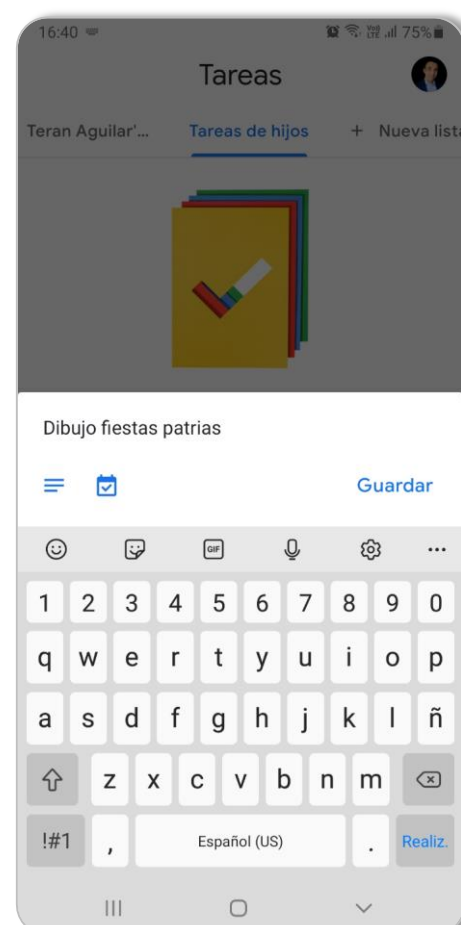 16:40 75%
Tareas
Teran Aguilar'... Tareas de hijos + Nueva lista
Dibujo fiestas patrias
Guardar
GIF
1 2 3 4 5 6 7 8 9 0
q w e r t y u i o p
a s d f g h j k l ñ
z x c v b n m
!#1 , Español (US) . Realiz.